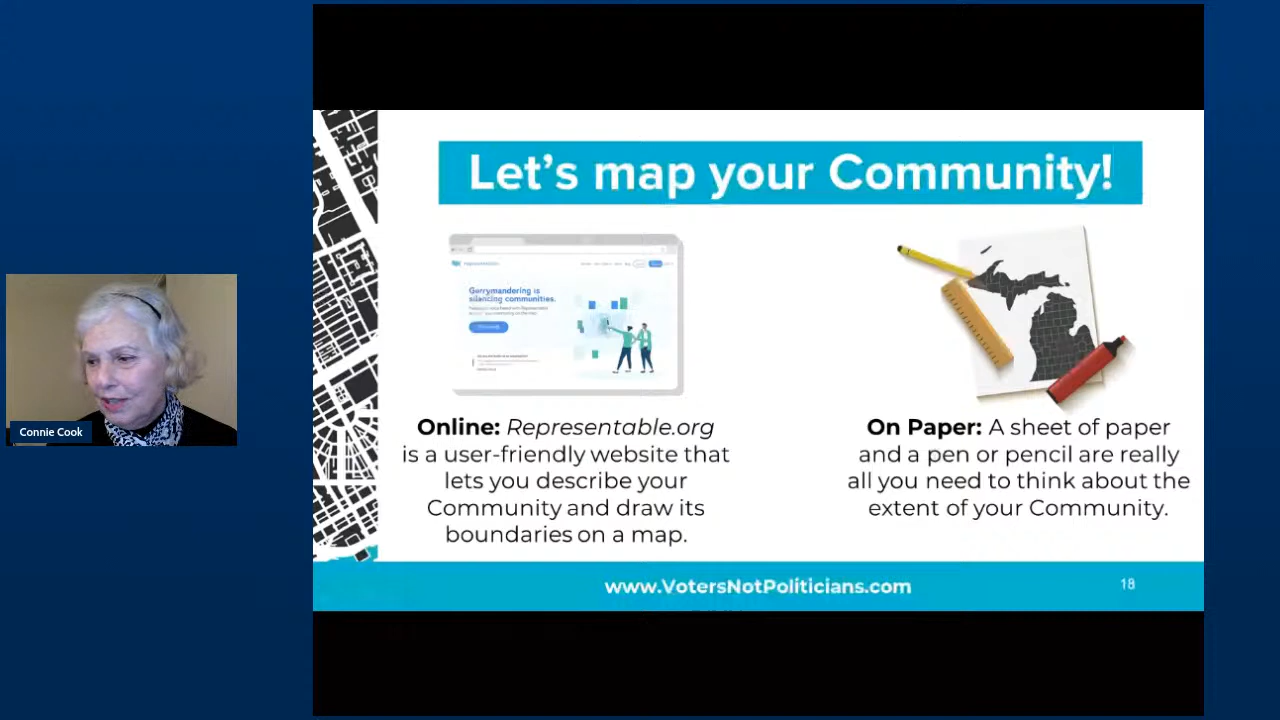 Let's map your Community!
Gerrymandering is
silencing communities.
Online: Representable.org
is a user-friendly website that
lets you describe your
Community and draw its
boundaries on a map.
On Paper: A sheet of paper
and a pen or pencil are really
all you need to think about the
extent of your Community.
Connie Cook
www.VotersNotPoliticians.com
18